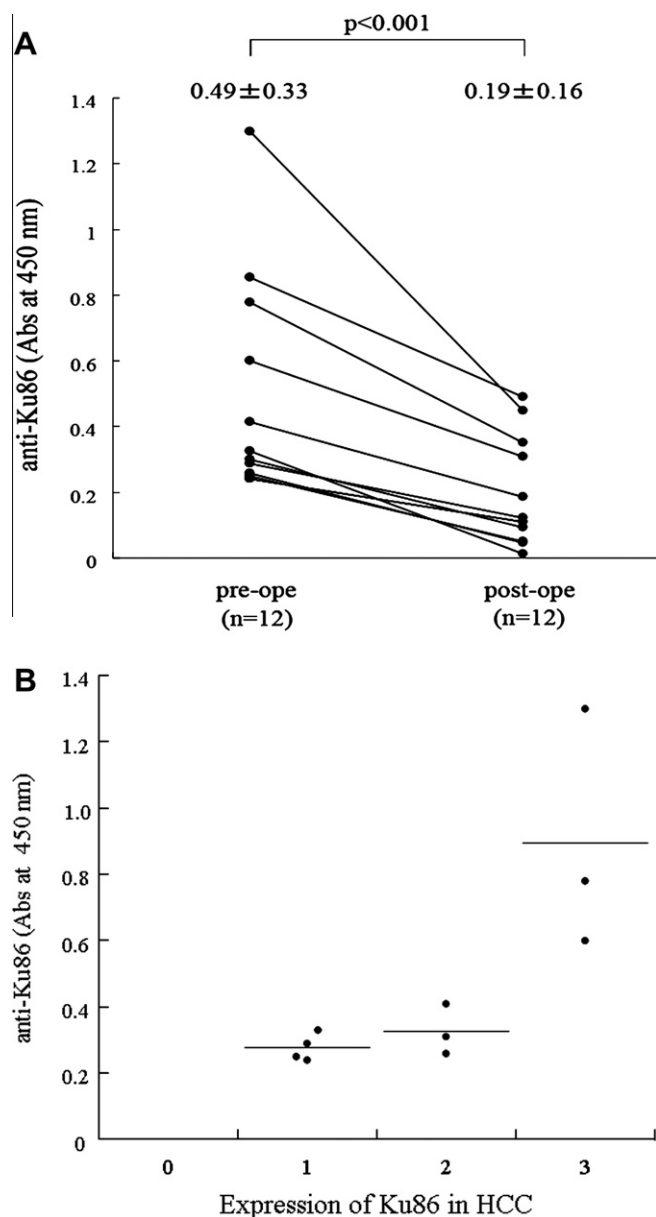 A
p<0.001
0.49±0.33 0.19±0.16
1.4
1.2
1
0.8
0.6
0.4
0.2
0
anti-Ku86 (Abs at 450 nm)
pre-ope post-ope
(n=12) (n=12)
B
1.4
1.2
1.0
0.8
0.6
0.4
0.2
0
anti-Ku86 (Abs at 450 nm)
0 1 2 3
Expression of Ku86 in HCC